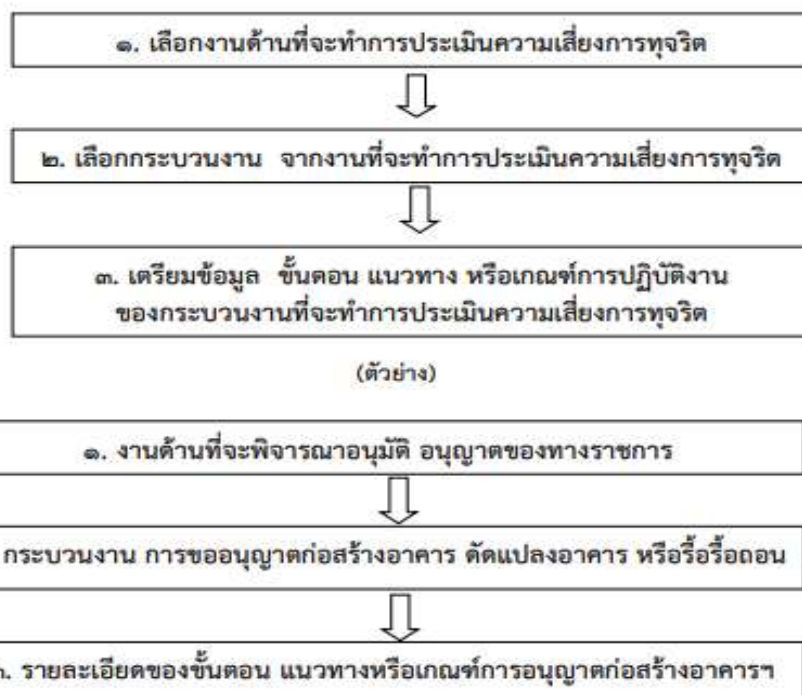 ๑. เลือกงานด้านที่จะทำการประเมินความเสี่ยงการทุจริต
๒. เลือกกระบวนงาน จากงานที่จะทำการประเมินความเสี่ยงการทุจริต
๓. เตรียมข้อมูล ขั้นตอน แนวทาง หรือเกณฑ์การปฏิบัติงาน
ของกระบวนงานที่จะทำการประเมินความเสี่ยงการทุจริต
(ตัวอย่าง)
๑. งานด้านที่จะพิจารณาอนุมัติ อนุญาตของทางราชการ
กระบวนงาน การขออนุญาตก่อสร้างอาคาร ดัดแปลงอาคาร หรือรื้อรื้อถอน
. รายละเอียดของขั้นตอน แนวทางหรือเกณฑ์การอนุญาตก่อสร้างอาคารฯ